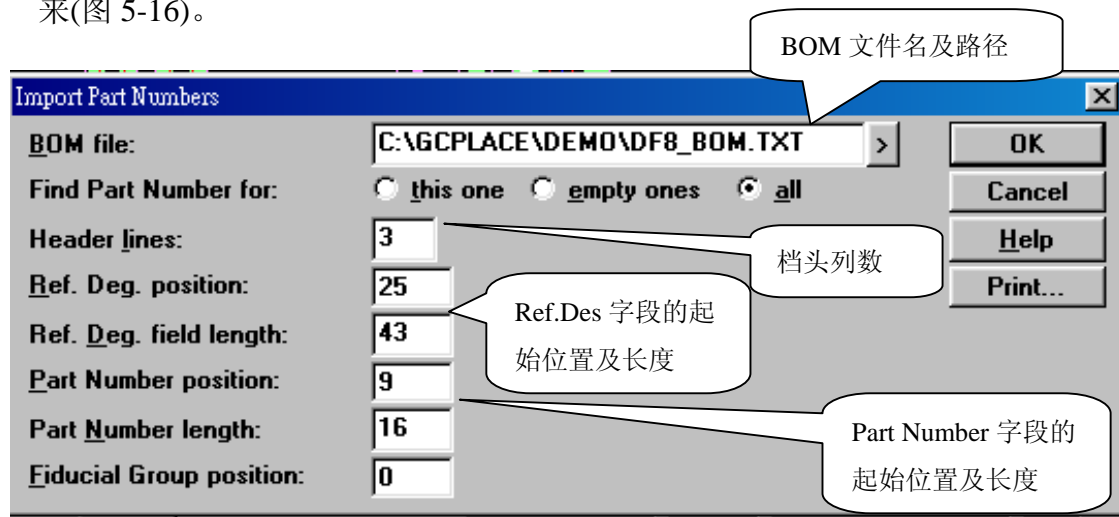 来(图 5-16)。
BOM 文件名及路径
Import Part Numbers
BOM file: C:\GCPLACE\DEMO\DF8_BOM.TXT > OK
Find Part Number for: this one empty ones all Cancel
Header lines: 3 Help
档头列数
Ref. Deg. position: 25 Print...
Ref. Deg. field length: 43
Ref.Des 字段的起
始位置及长度
Part Number position: 9
Part Number length: 16
Part Number 字段的
起始位置及长度
Fiducial Group position: 0